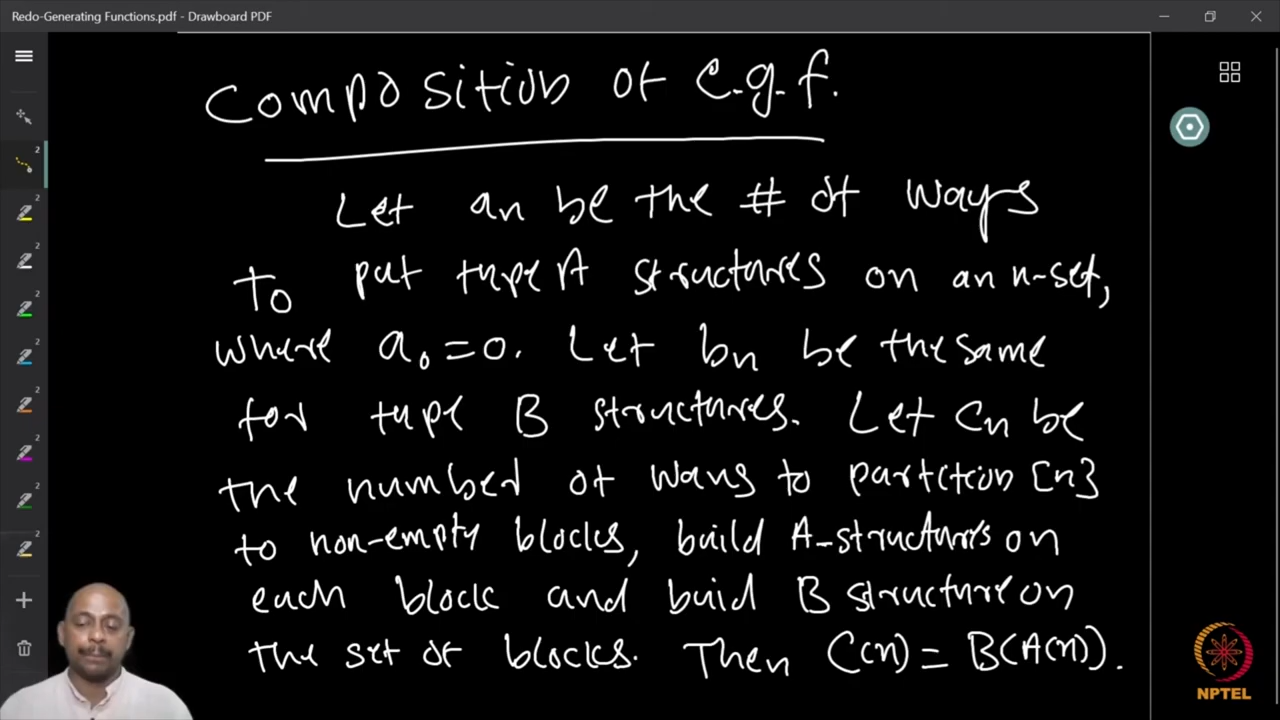 Redo-Generating Functions.pdf - Drawboard PDF
Composition of e.g.f.
Let an be the # of ways
To put type A structures on an n-set,
where a₀=0. Let bn be the same
for type B structures. Let Cn be
the number of ways to partition [n]
to non-empty blocks, build A-structures on
each block and build B structure on
the set of blocks. Then C(x) = B(A(x)).
NPTEL